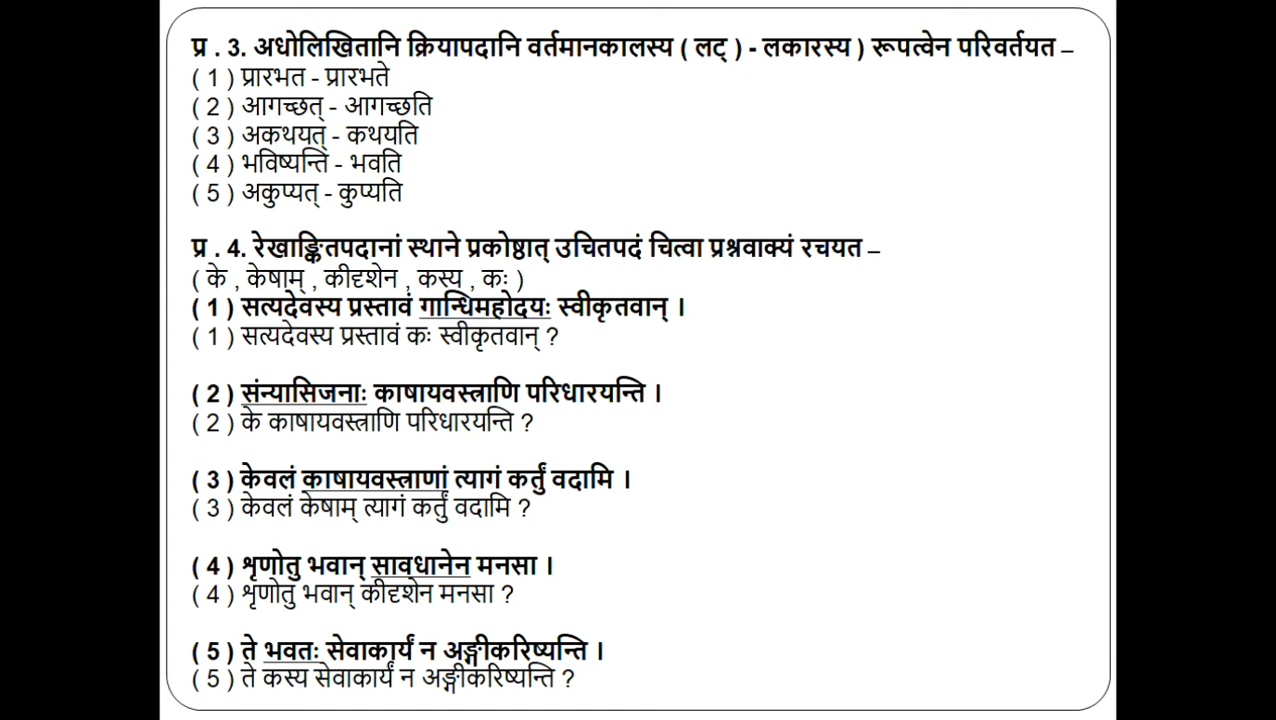 प्र . 3. अधोलिखितानि क्रियापदानि वर्तमानकालस्य ( लट् ) - लकारस्य ) रूपत्वेन परिवर्तयत –
( 1 ) प्रारभत - प्रारभते
( 2 ) आगच्छत् - आगच्छति
( 3 ) अकथयत् - कथयति
( 4 ) भविष्यन्ति - भवति
( 5 ) अकुप्यत् - कुप्यति
प्र . 4. रेखाङ्कितपदानां स्थाने प्रकोष्ठात् उचितपदं चित्वा प्रश्नवाक्यं रचयत –
( के , केषाम् , कीदृशेन , कस्य , कः )
( 1 ) सत्यदेवस्य प्रस्तावं गान्धिमहोदयः स्वीकृतवान् ।
( 1 ) सत्यदेवस्य प्रस्तावं कः स्वीकृतवान् ?
( 2 ) संन्यासिजनाः काषायवस्त्राणि परिधारयन्ति ।
( 2 ) के काषायवस्त्राणि परिधारयन्ति ?
( 3 ) केवलं काषायवस्त्राणां त्यागं कर्तुं वदामि ।
( 3 ) केवलं केषाम् त्यागं कर्तुं वदामि ?
( 4 ) शृणोतु भवान् सावधानेन मनसा ।
( 4 ) शृणोतु भवान् कीदृशेन मनसा ?
( 5 ) ते भवतः सेवाकार्यं न अङ्गीकरिष्यन्ति ।
( 5 ) ते कस्य सेवाकार्यं न अङ्गीकरिष्यन्ति ?